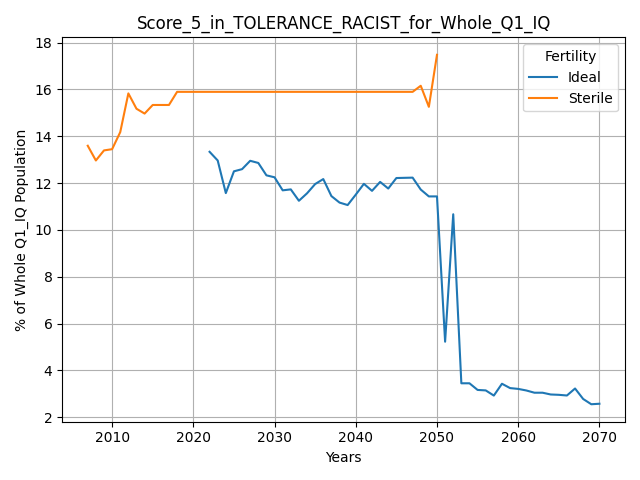 Score_5_in_TOLERANCE_RACIST_for_Whole_Q1_IQ
% of Whole Q1_IQ Population
18
16
14
12
10
8
6
4
2
Fertility
Ideal
Sterile
2010 2020 2030 2040 2050 2060 2070
Years